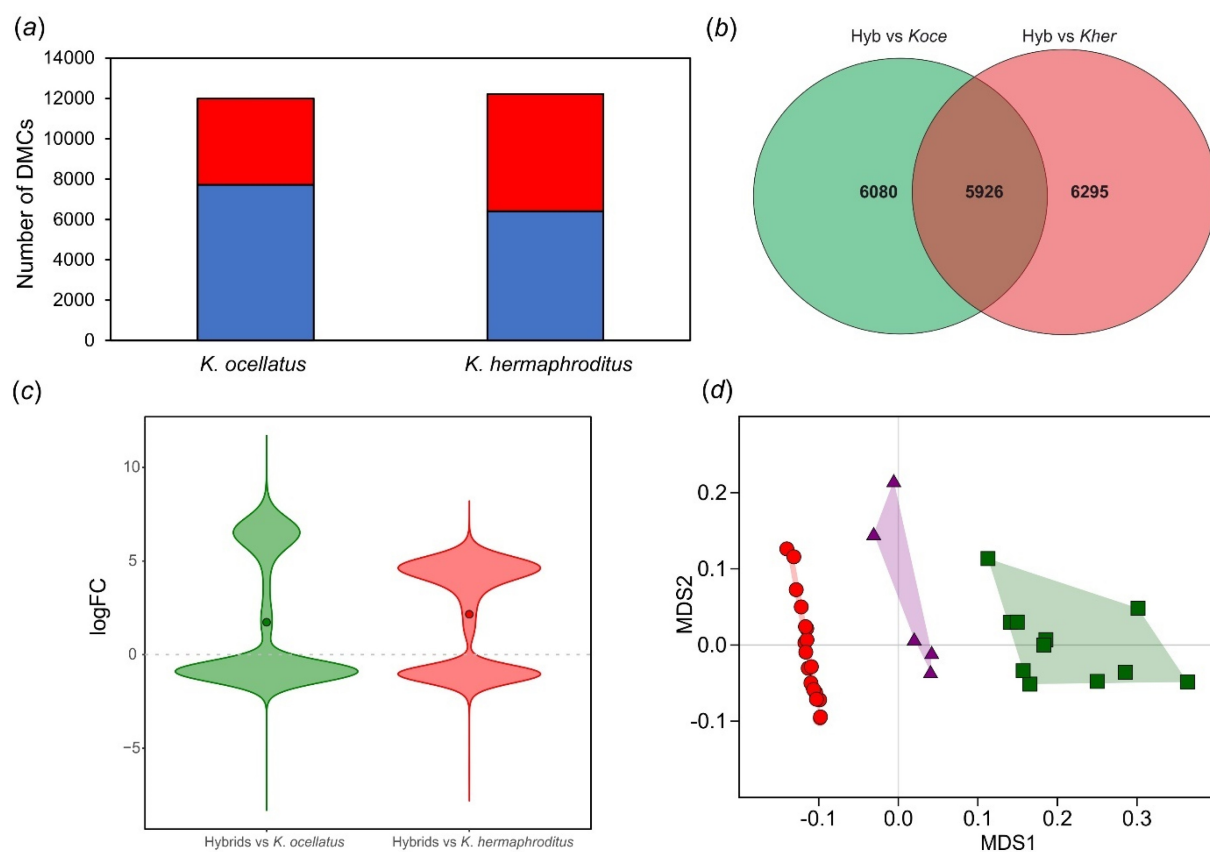 (a)
14000
12000
10000
8000
6000
4000
2000
0
Number of DMCs
K. ocellatus
K. hermaphroditus
(b)
Hyb vs Koce
Hyb vs Kher
6080
5926
6295
(c)
10
5
0
−5
logFC
Hybrids vs K. ocellatus
Hybrids vs K. hermaphroditus
(d)
0.2
0.1
0.0
-0.1
MDS2
-0.1
0.0
0.1
0.2
0.3
MDS1